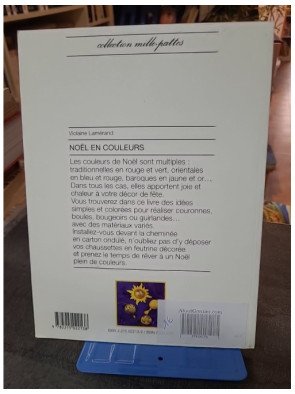 collection mille-pattes
Violaine Lamérand
NOËL EN COULEURS
Les couleurs de Noël sont multiples :
traditionnelles en rouge et vert, orientales
en bleu et rouge, baroques en jaune et or...
Dans tous les cas, elles apportent joie et
chaleur à votre décor de fête.
Vous trouverez dans ce livre des idées
simples et colorées pour réaliser couronnes,
boules, bougeoirs ou guirlandes...
avec des matériaux variés.
Installez-vous devant la cheminée
en carton ondulé, n'oubliez pas d'y déposer
vos chaussettes en feutrine décorée
et prenez le temps de rêver à un Noël
plein de couleurs.